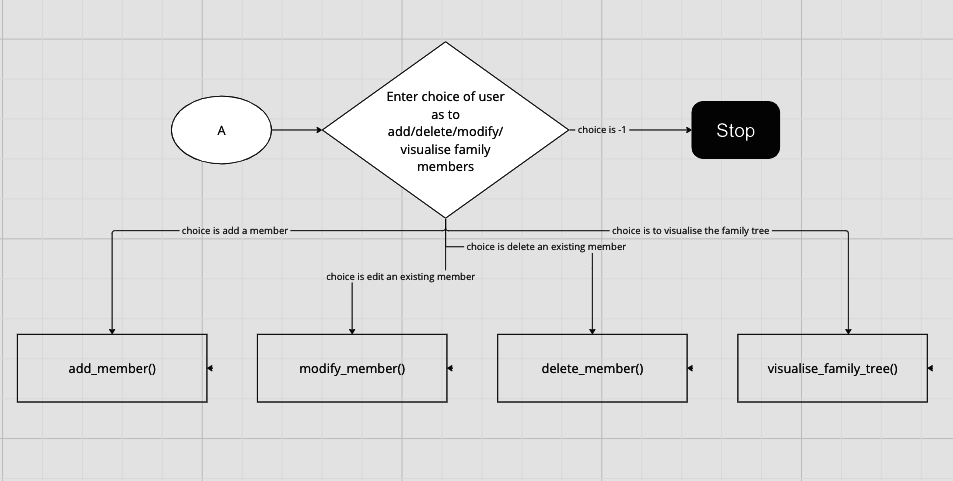 A
Enter choice of user
as to
add/delete/modify/
visualise family
members
choice is -1
Stop
choice is add a member
choice is to visualise the family tree
choice is delete an existing member
choice is edit an existing member
add_member()
modify_member()
delete_member()
visualise_family_tree()